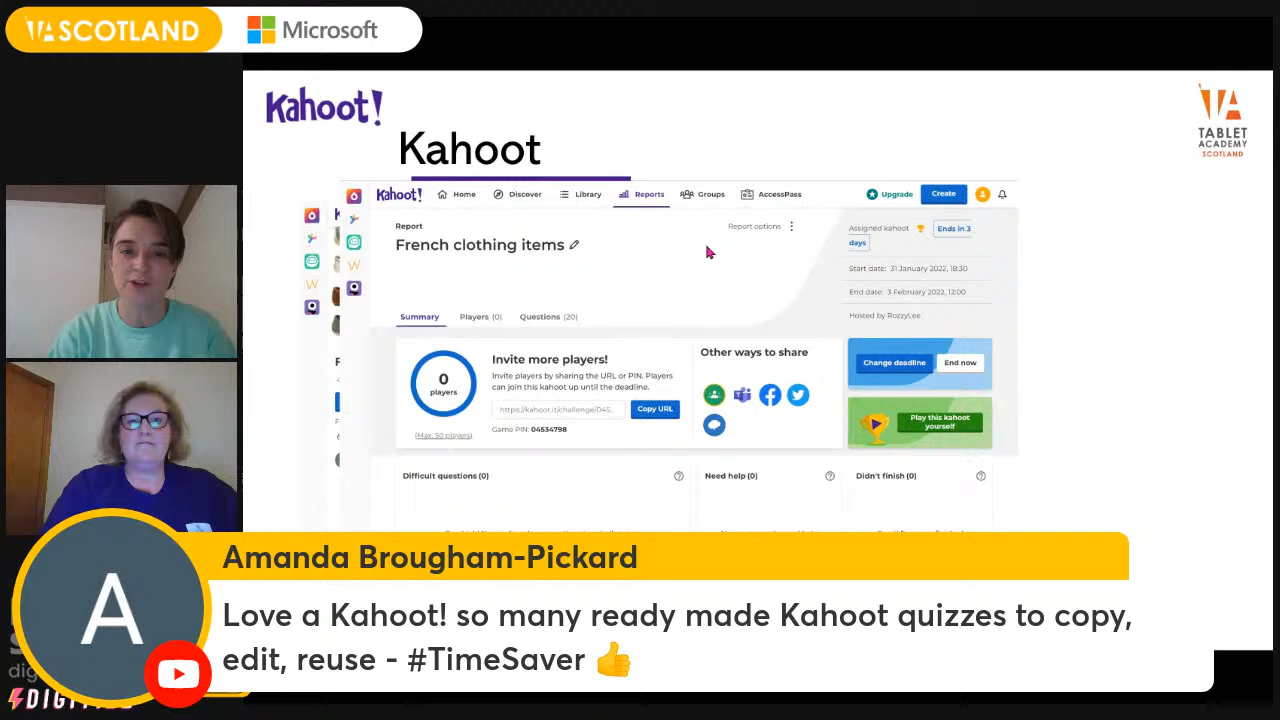 TA SCOTLAND
Microsoft
Kahoot!
TABLET
ACADEMY
SCOTLAND
Kahoot
Kahoot!
Home
Discover
Library
Reports
Groups
AccessPass
Upgrade
Create
Report
Report options
French clothing items
Assigned kahoot
Ends in 3
days
Start date: 31 January 2022, 18:30
End date: 3 February 2022, 12:00
Hosted by RozzyLee
Summary
Players (0)
Questions (20)
0
players
(Max. 50 players)
Invite more players!
Invite players by sharing the URL or PIN. Players
can join this kahoot up until the deadline.
https://kahoot.it/challenge/045...
Copy URL
Game PIN: 04534798
Other ways to share
Change deadline
End now
Play this kahoot
yourself
Difficult questions (0)
Need help (0)
Didn't finish (0)
A
Amanda Brougham-Pickard
Love a Kahoot! so many ready made Kahoot quizzes to copy,
edit, reuse - #TimeSaver 👍